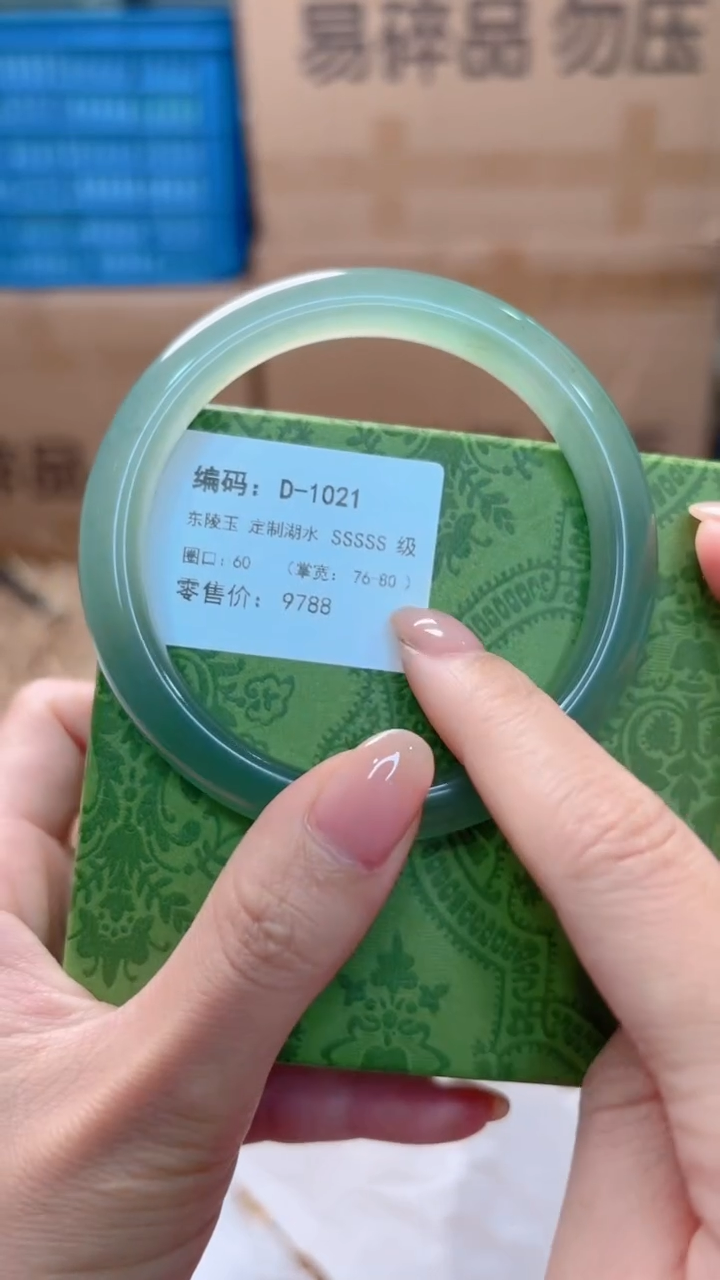 易碎品 勿压
编码: D-1021
东陵玉 定制湖水 SSSSS 级
圈口: 60 (掌宽: 76-80 )
零售价: 9788